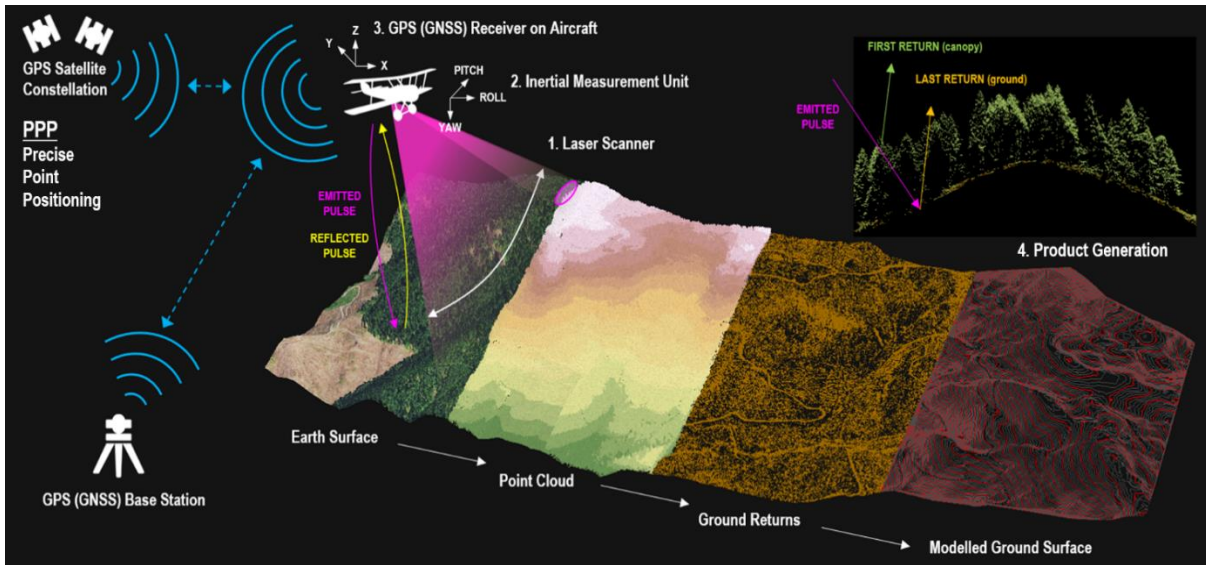 GPS Satellite
Constellation
PPP
Precise
Point
Positioning
3. GPS (GNSS) Receiver on Aircraft
Z
Y
X
2. Inertial Measurement Unit
PITCH
ROLL
YAW
1. Laser Scanner
EMITTED
PULSE
REFLECTED
PULSE
FIRST RETURN (canopy)
LAST RETURN (ground)
EMITTED
PULSE
4. Product Generation
GPS (GNSS) Base Station
Earth Surface
Point Cloud
Ground Returns
Modelled Ground Surface